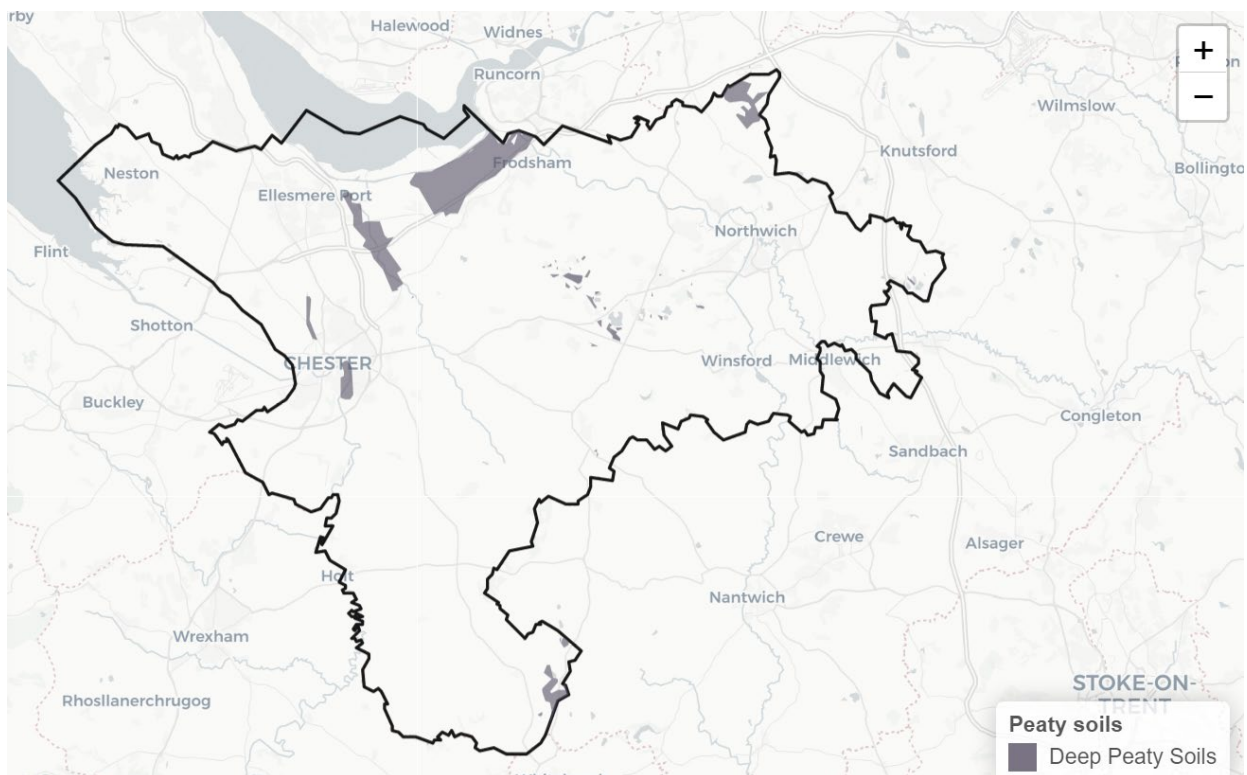 rby
Halewood
Widnes
Runcorn
+
−
Wilmslow
Knutsford
Bollington
Frodsham
Neston
Ellesmere Port
Northwich
Flint
Shotton
CHESTER
Winsford
Middlewich
Buckley
Congleton
Sandbach
Crewe
Alsager
Holt
Nantwich
Wrexham
Rhosllanerchrugog
STOKE-ON-
TRENT
Peaty soils
Deep Peaty Soils